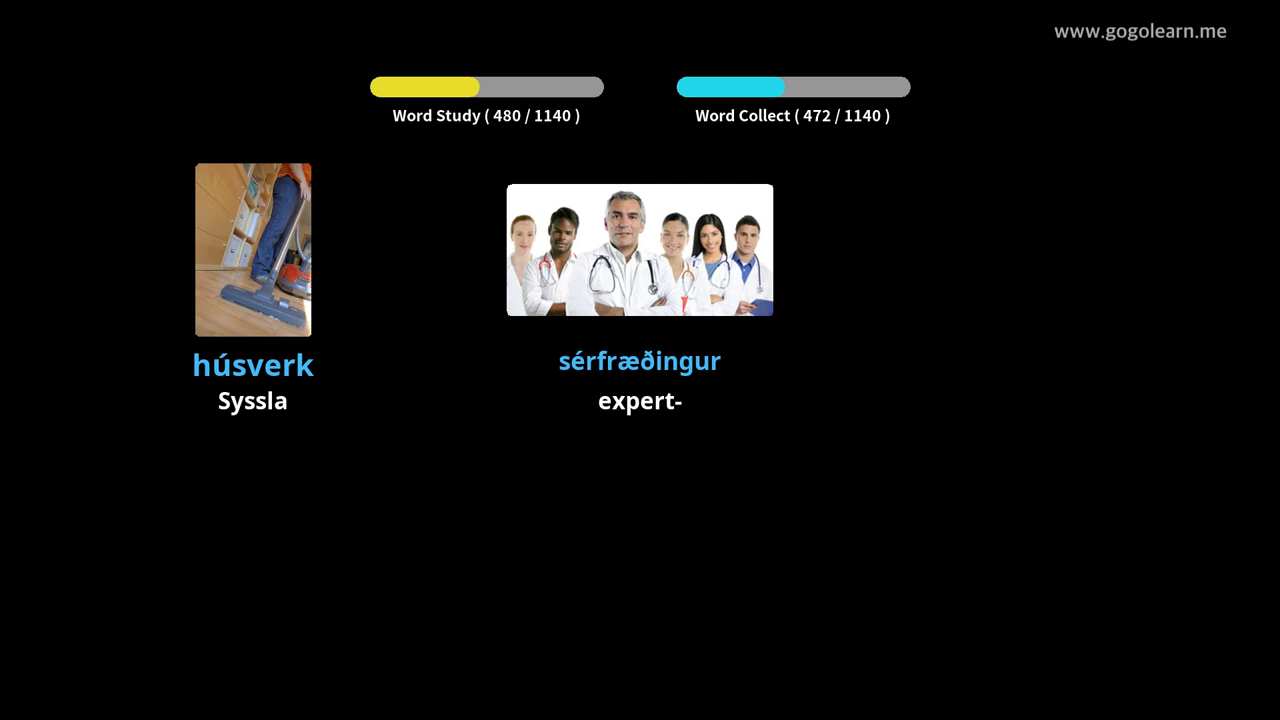 www.gogolearn.me
Word Study ( 480 / 1140 )
Word Collect ( 472 / 1140 )
húsverk
Syssla
sérfræðingur
expert-